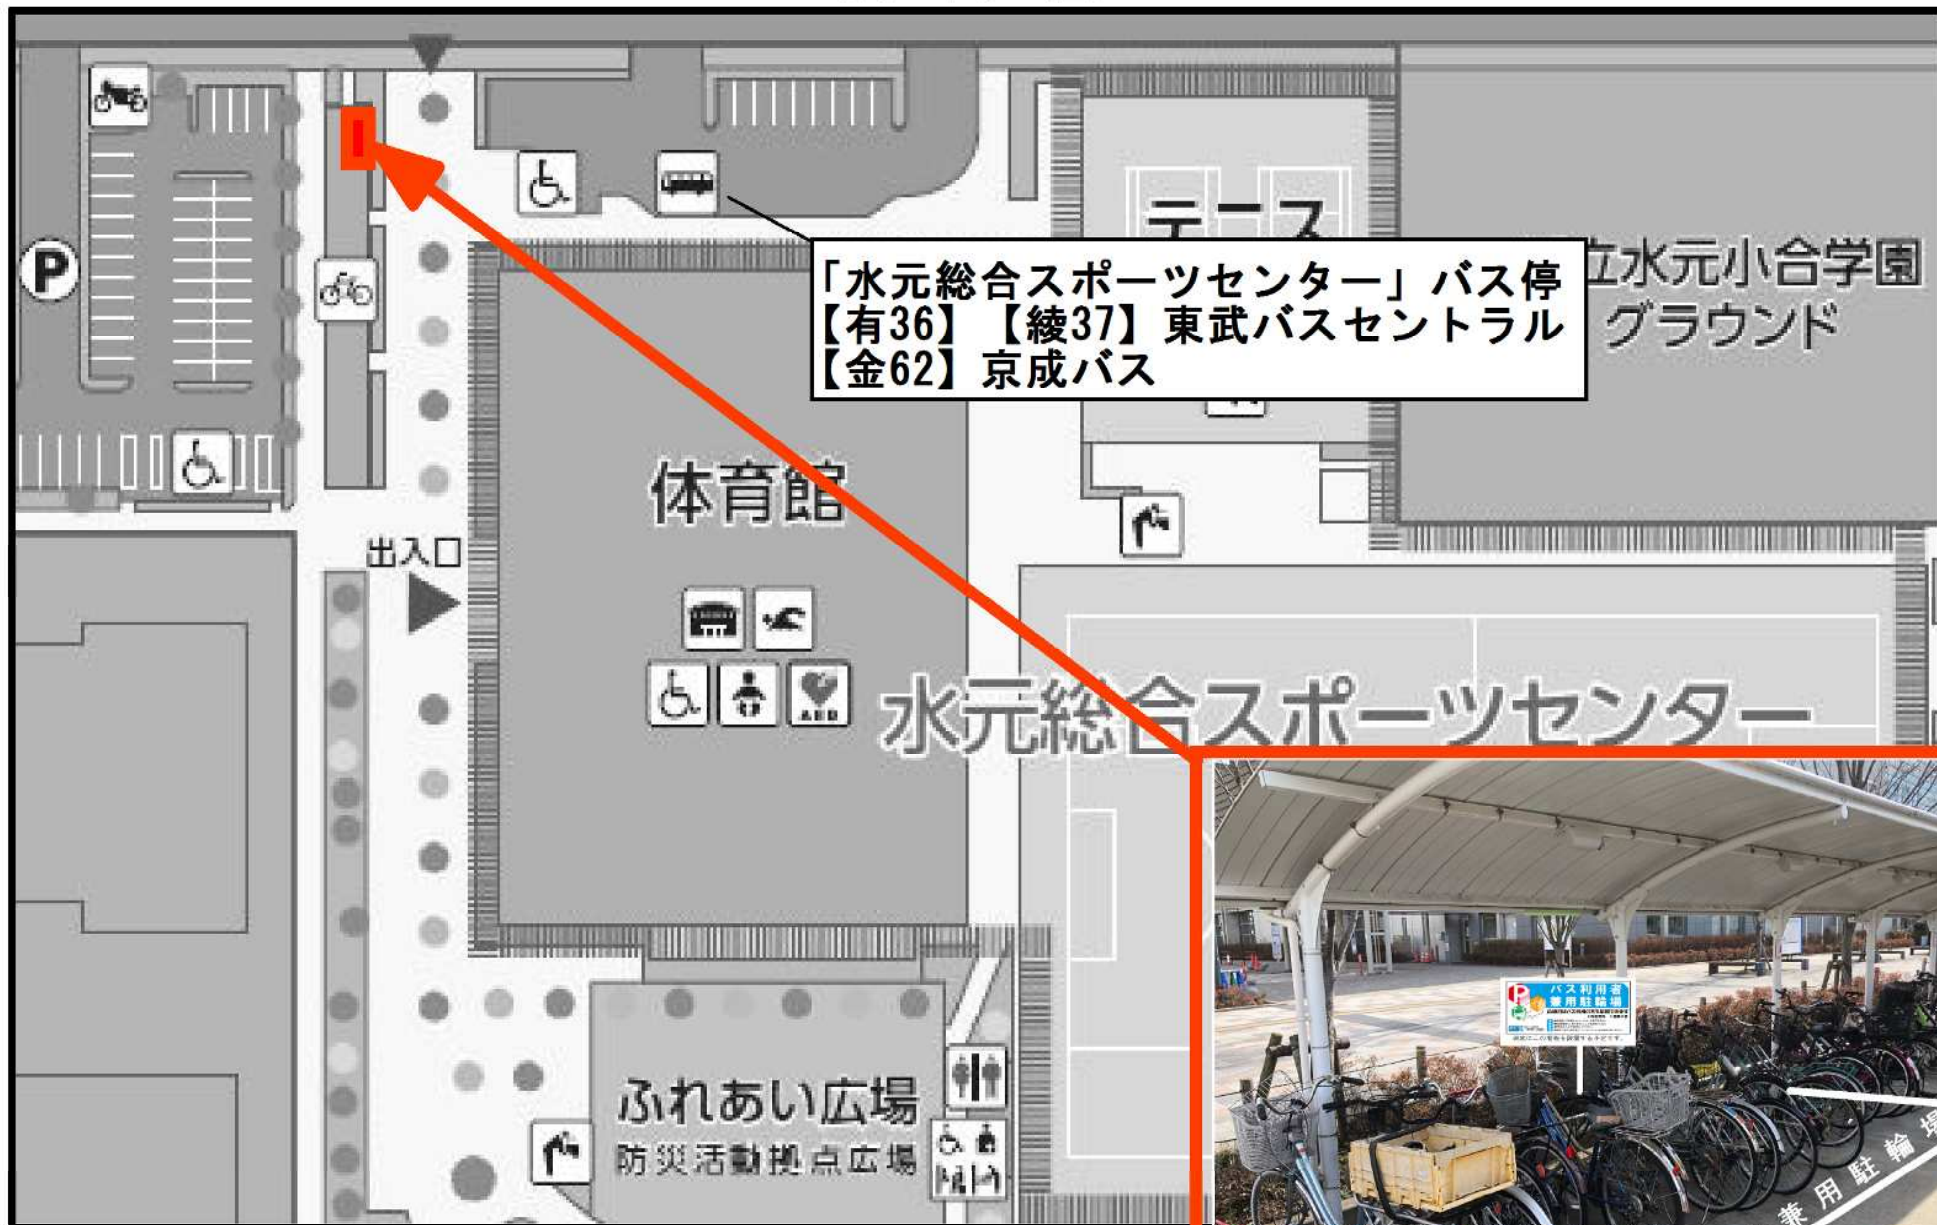 P
テニス
「水元総合スポーツセンター」バス停
【有36】【綾37】東武バスセントラル
【金62】京成バス
立水元小合学園
グラウンド
体育館
出入口
AED
水元総合スポーツセンター
P バス利用者
兼用駐輪場
ふれあい広場
防災活動拠点広場
兼用駐輪場